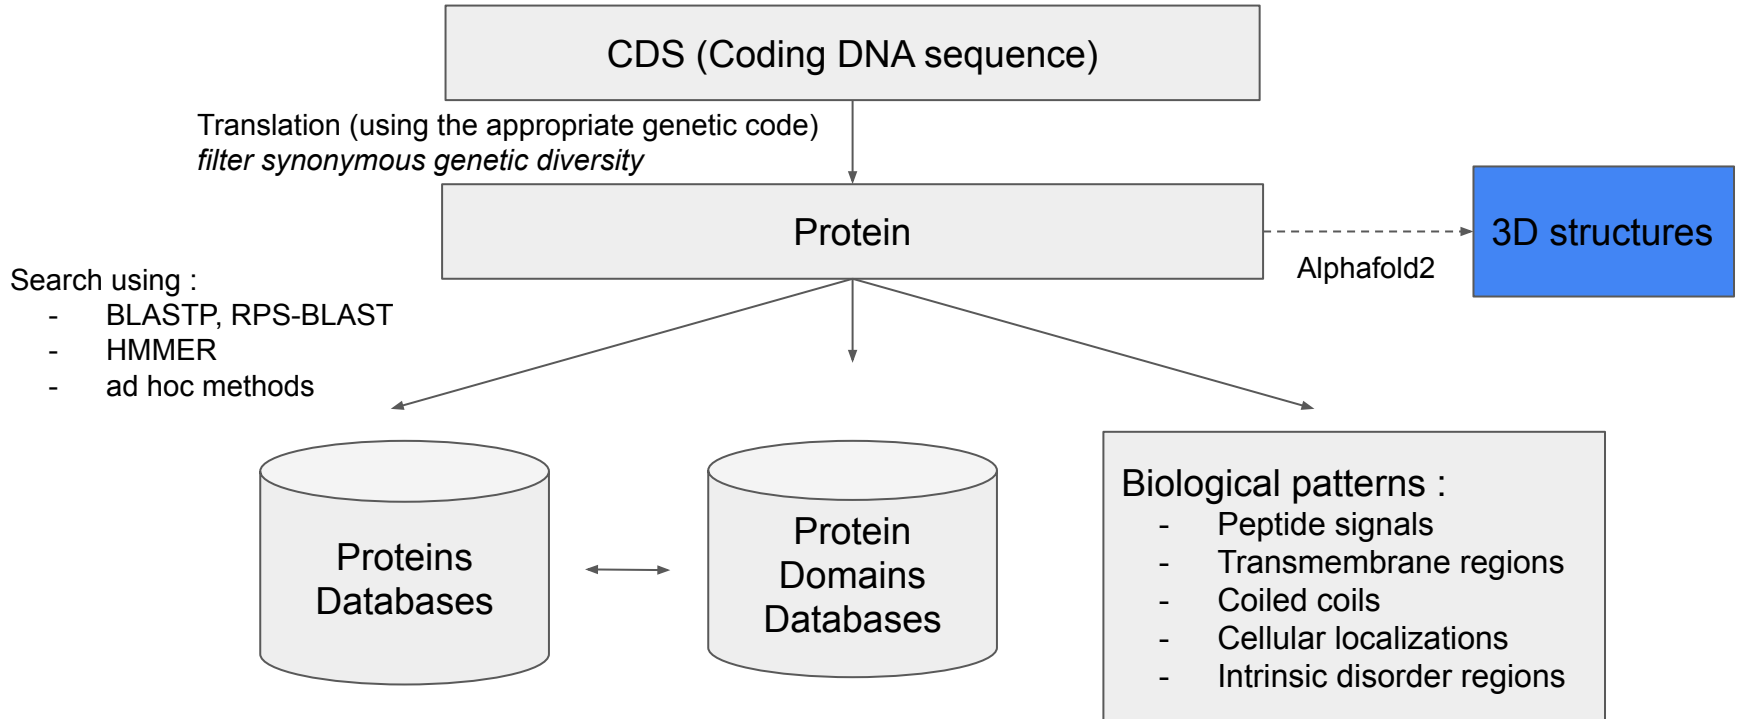 CDS (Coding DNA sequence)
Translation (using the appropriate genetic code)
filter synonymous genetic diversity
Protein
3D structures
Alphafold2
Search using :
- BLASTP, RPS-BLAST
- HMMER
- ad hoc methods
Proteins
Databases
Protein
Domains
Databases
Biological patterns :
- Peptide signals
- Transmembrane regions
- Coiled coils
- Cellular localizations
- Intrinsic disorder regions